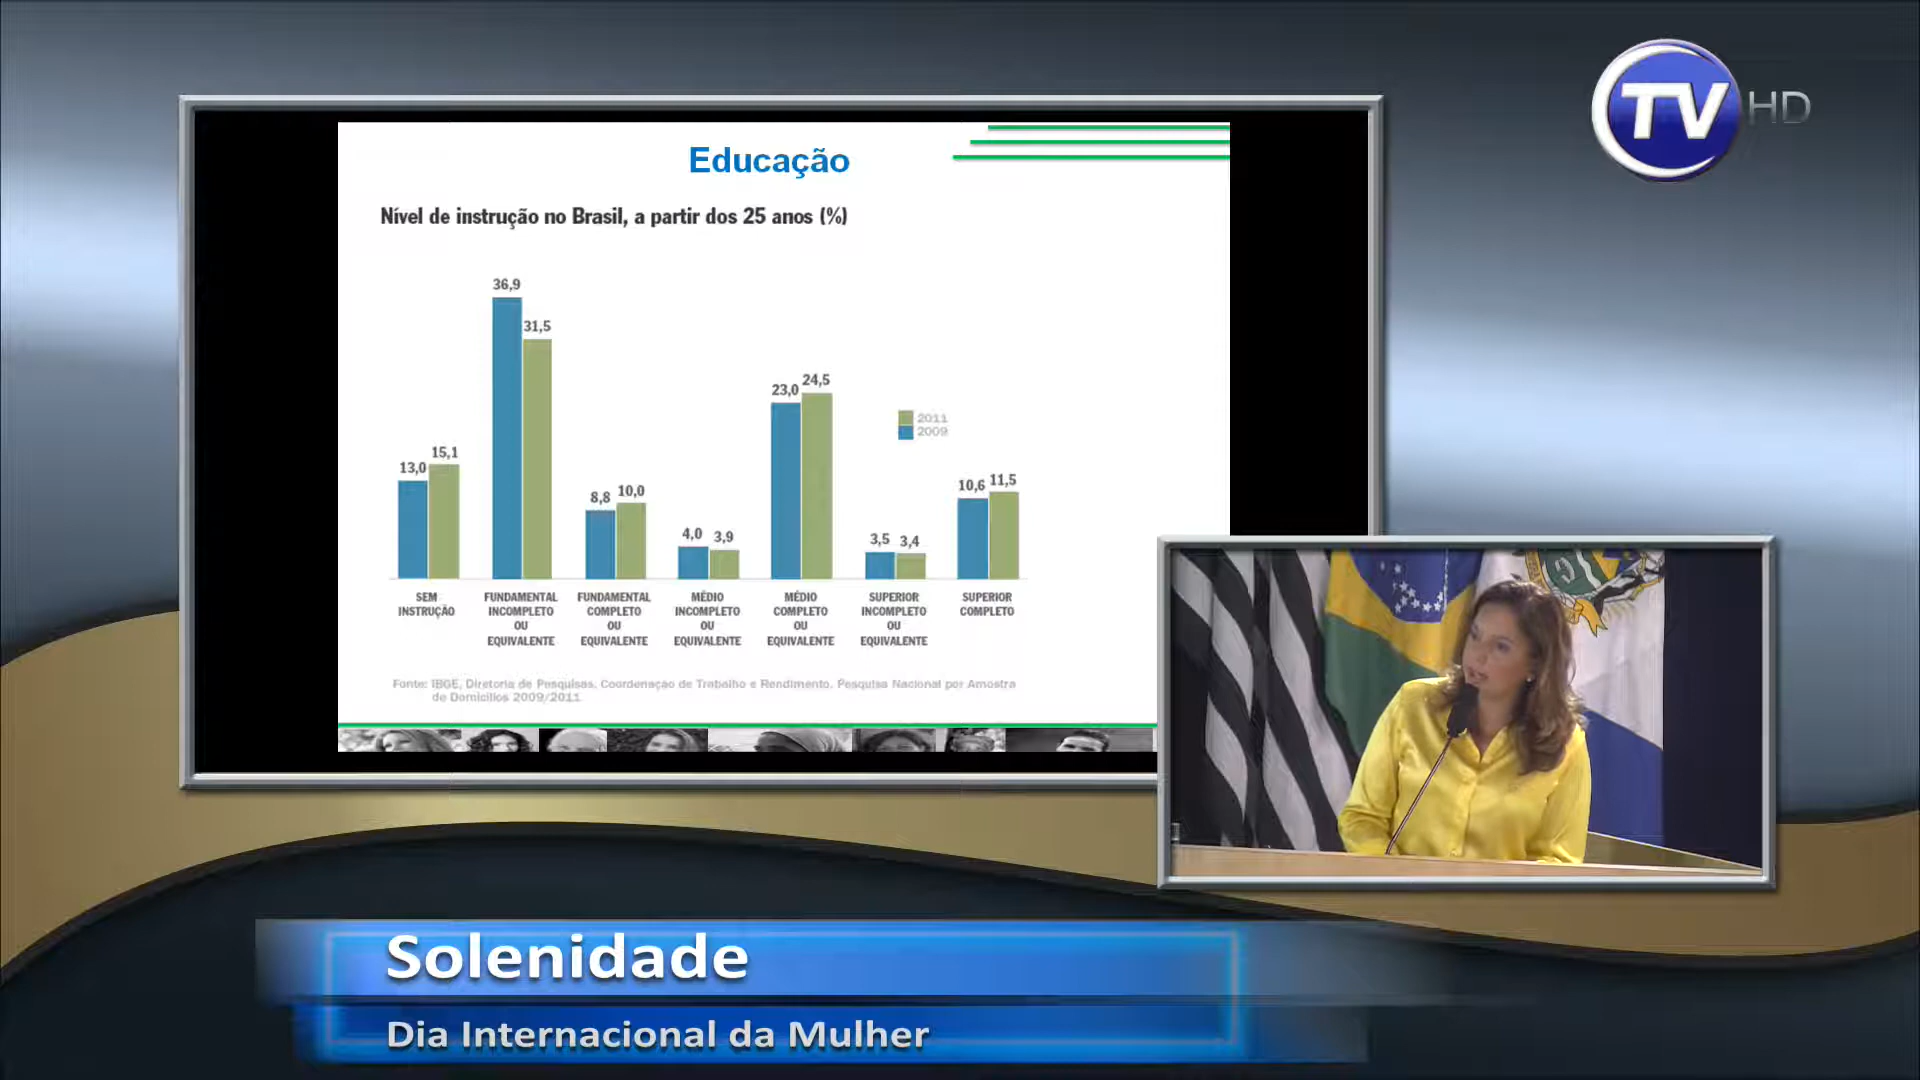 TV HD
Educação
Nível de instrução no Brasil, a partir dos 25 anos (%)
36,9
31,5
24,5
23,0
2011
2009
15,1
13,0
11,5
10,6
10,0
8,8
4,0
3,9
3,5
3,4
SEM
INSTRUÇÃO
FUNDAMENTAL
INCOMPLETO
OU
EQUIVALENTE
FUNDAMENTAL
COMPLETO
OU
EQUIVALENTE
MÉDIO
INCOMPLETO
OU
EQUIVALENTE
MÉDIO
COMPLETO
OU
EQUIVALENTE
SUPERIOR
INCOMPLETO
OU
EQUIVALENTE
SUPERIOR
COMPLETO
Fonte: IBGE, Diretoria de Pesquisas, Coordenação de Trabalho e Rendimento. Pesquisa Nacional por Amostra
de Domicílios 2009/2011
Solenidade
Dia Internacional da Mulher